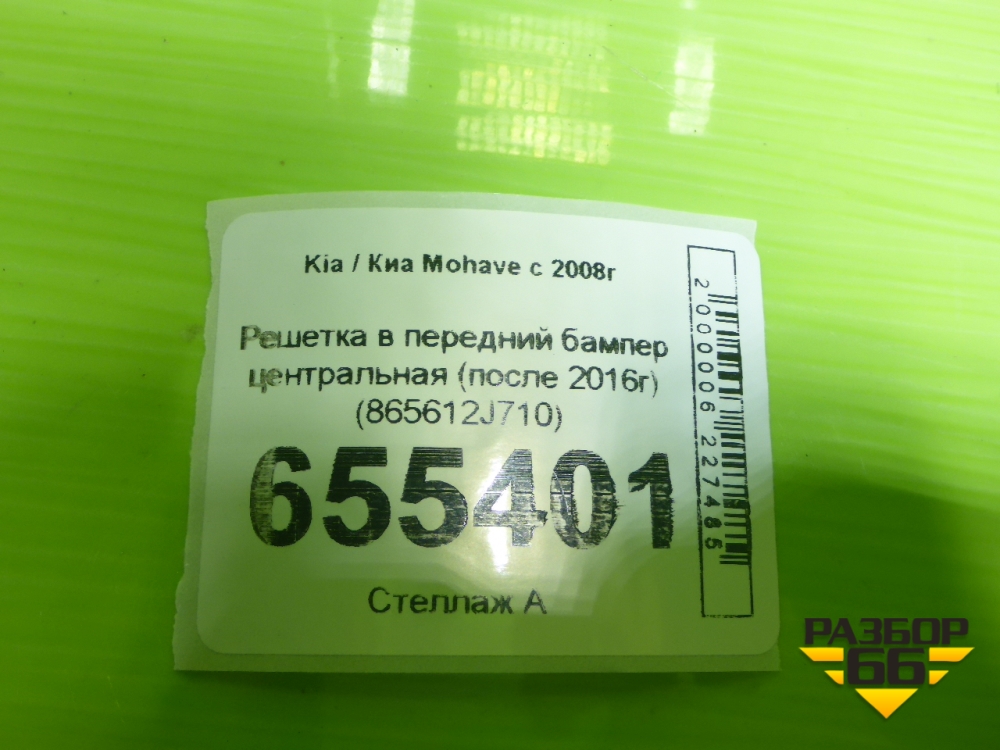 Kia / Киа Mohave с 2008г
Решетка в передний бампер
центральная (после 2016г)
(865612J710)
655401
Стеллаж А
2000006227485
РАЗБОР
66